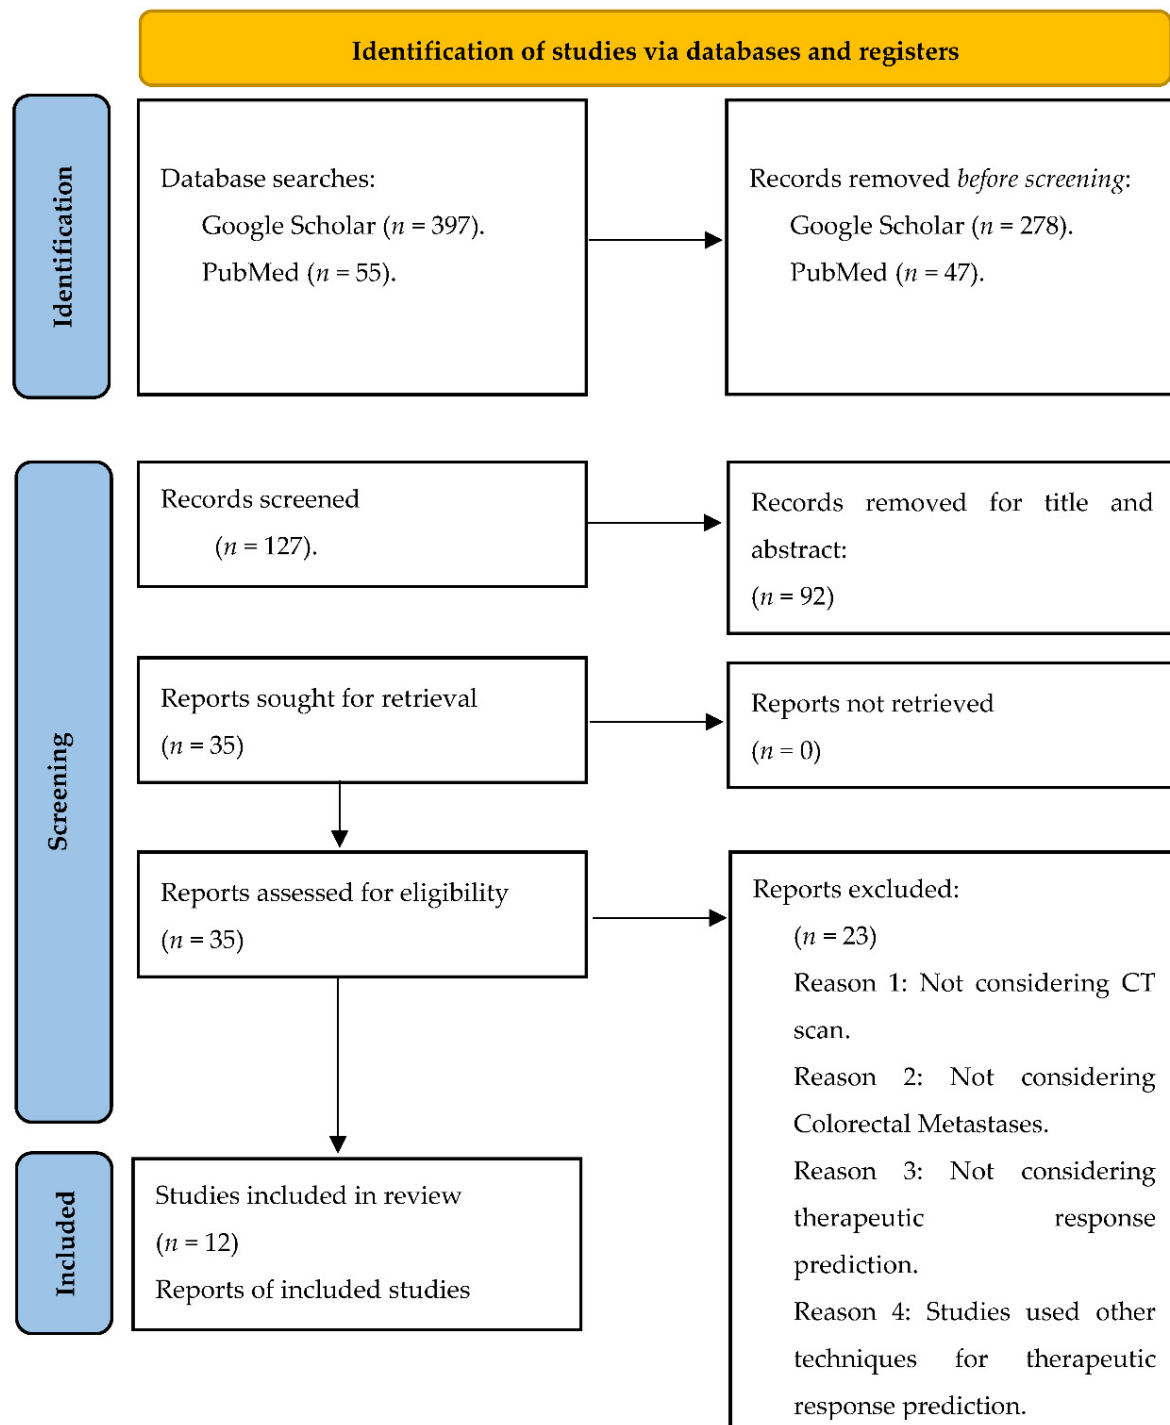 Identification of studies via databases and registers
Identification
Database searches:
Google Scholar (n = 397).
PubMed (n = 55).
Records removed before screening:
Google Scholar (n = 278).
PubMed (n = 47).
Screening
Records screened
(n = 127).
Records removed for title and
abstract:
(n = 92)
Reports sought for retrieval
(n = 35)
Reports not retrieved
(n = 0)
Reports assessed for eligibility
(n = 35)
Reports excluded:
(n = 23)
Reason 1: Not considering CT
scan.
Reason 2: Not considering
Colorectal Metastases.
Reason 3: Not considering
therapeutic response
prediction.
Reason 4: Studies used other
techniques for therapeutic
response prediction.
Included
Studies included in review
(n = 12)
Reports of included studies